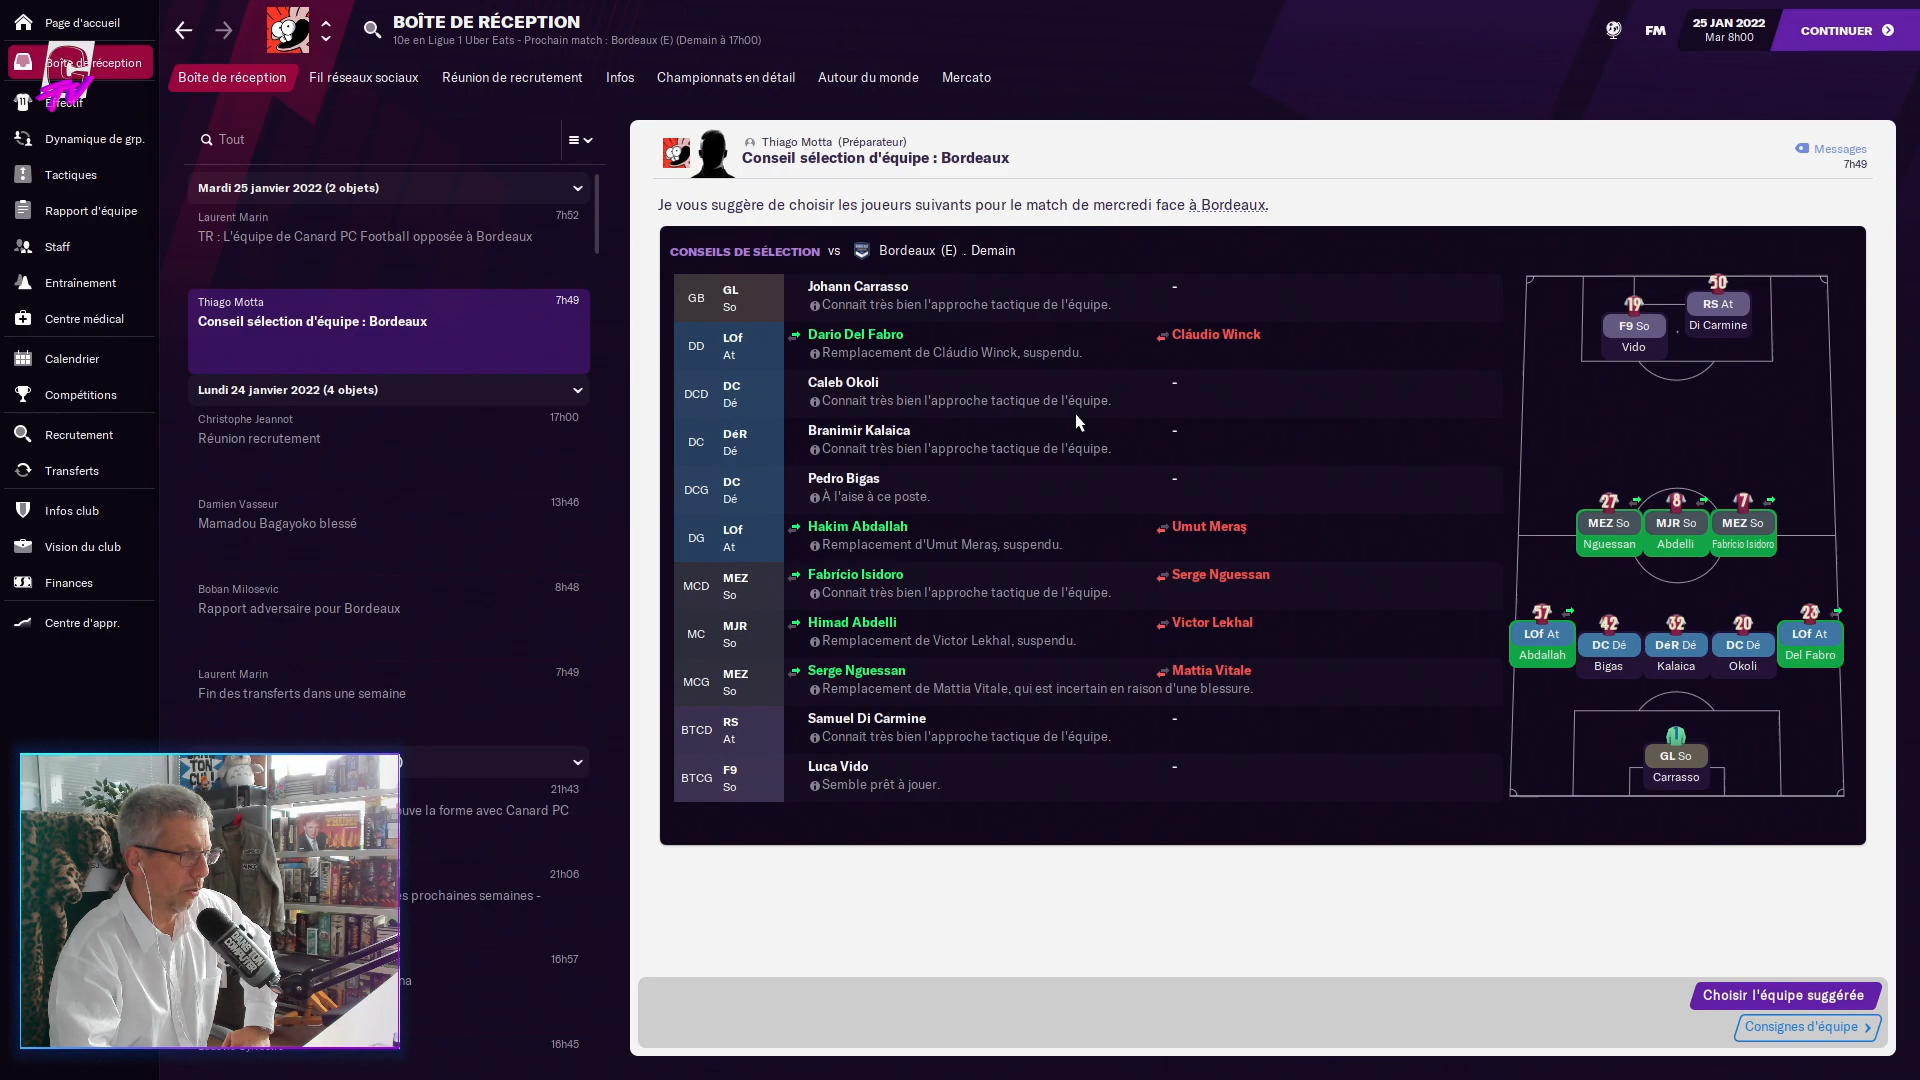 Page d'accueil
Boîte de réception
Effectif
Dynamique de grp.
Tactiques
Rapport d'équipe
Staff
Entraînement
Centre médical
Calendrier
Compétitions
Recrutement
Transferts
Infos club
Vision du club
Finances
Centre d'appr.
BOÎTE DE RÉCEPTION
10e en Ligue 1 Uber Eats - Prochain match : Bordeaux (E) (Demain à 17h00)
FM
25 JAN 2022
Mar 8h00
CONTINUER
Boîte de réception
Fil réseaux sociaux
Réunion de recrutement
Infos
Championnats en détail
Autour du monde
Mercato
Tout
Mardi 25 janvier 2022 (2 objets)
Laurent Marin 7h52
TR : L'équipe de Canard PC Football opposée à Bordeaux
Thiago Motta 7h49
Conseil sélection d'équipe : Bordeaux
Lundi 24 janvier 2022 (4 objets)
Christophe Jeannot 17h00
Réunion recrutement
Damien Vasseur 13h46
Mamadou Bagayoko blessé
Boban Milosevic 8h48
Rapport adversaire pour Bordeaux
Laurent Marin 7h49
Fin des transferts dans une semaine
21h43
ouve la forme avec Canard PC
21h06
es prochaines semaines -
16h57
na
16h45
DANS TON COMPUTER
TRUMP
Thiago Motta (Préparateur)
Conseil sélection d'équipe : Bordeaux
Messages
7h49
Je vous suggère de choisir les joueurs suivants pour le match de mercredi face à Bordeaux.
CONSEILS DE SÉLECTION vs Bordeaux (E) . Demain
GB GL So Johann Carrasso -
Connait très bien l'approche tactique de l'équipe.
DD LOf At Dario Del Fabro Cláudio Winck
Remplacement de Cláudio Winck, suspendu.
DCD DC Dé Caleb Okoli -
Connait très bien l'approche tactique de l'équipe.
DC DéR Dé Branimir Kalaica -
Connait très bien l'approche tactique de l'équipe.
DCG DC Dé Pedro Bigas -
À l'aise à ce poste.
DG LOf At Hakim Abdallah Umut Meraş
Remplacement d'Umut Meraş, suspendu.
MCD MEZ So Fabrício Isidoro Serge Nguessan
Connait très bien l'approche tactique de l'équipe.
MC MJR So Himad Abdelli Victor Lekhal
Remplacement de Victor Lekhal, suspendu.
MCG MEZ So Serge Nguessan Mattia Vitale
Remplacement de Mattia Vitale, qui est incertain en raison d'une blessure.
BTCD RS At Samuel Di Carmine -
Connait très bien l'approche tactique de l'équipe.
BTCG F9 So Luca Vido -
Semble prêt à jouer.
50
RS At
Di Carmine
19
F9 So
Vido
27 8 7
MEZ So MJR So MEZ So
Nguessan Abdelli Fabrício Isidoro
57 42 32 20 23
LOf At DC Dé DéR Dé DC Dé LOf At
Abdallah Bigas Kalaica Okoli Del Fabro
1
GL So
Carrasso
Choisir l'équipe suggérée
Consignes d'équipe